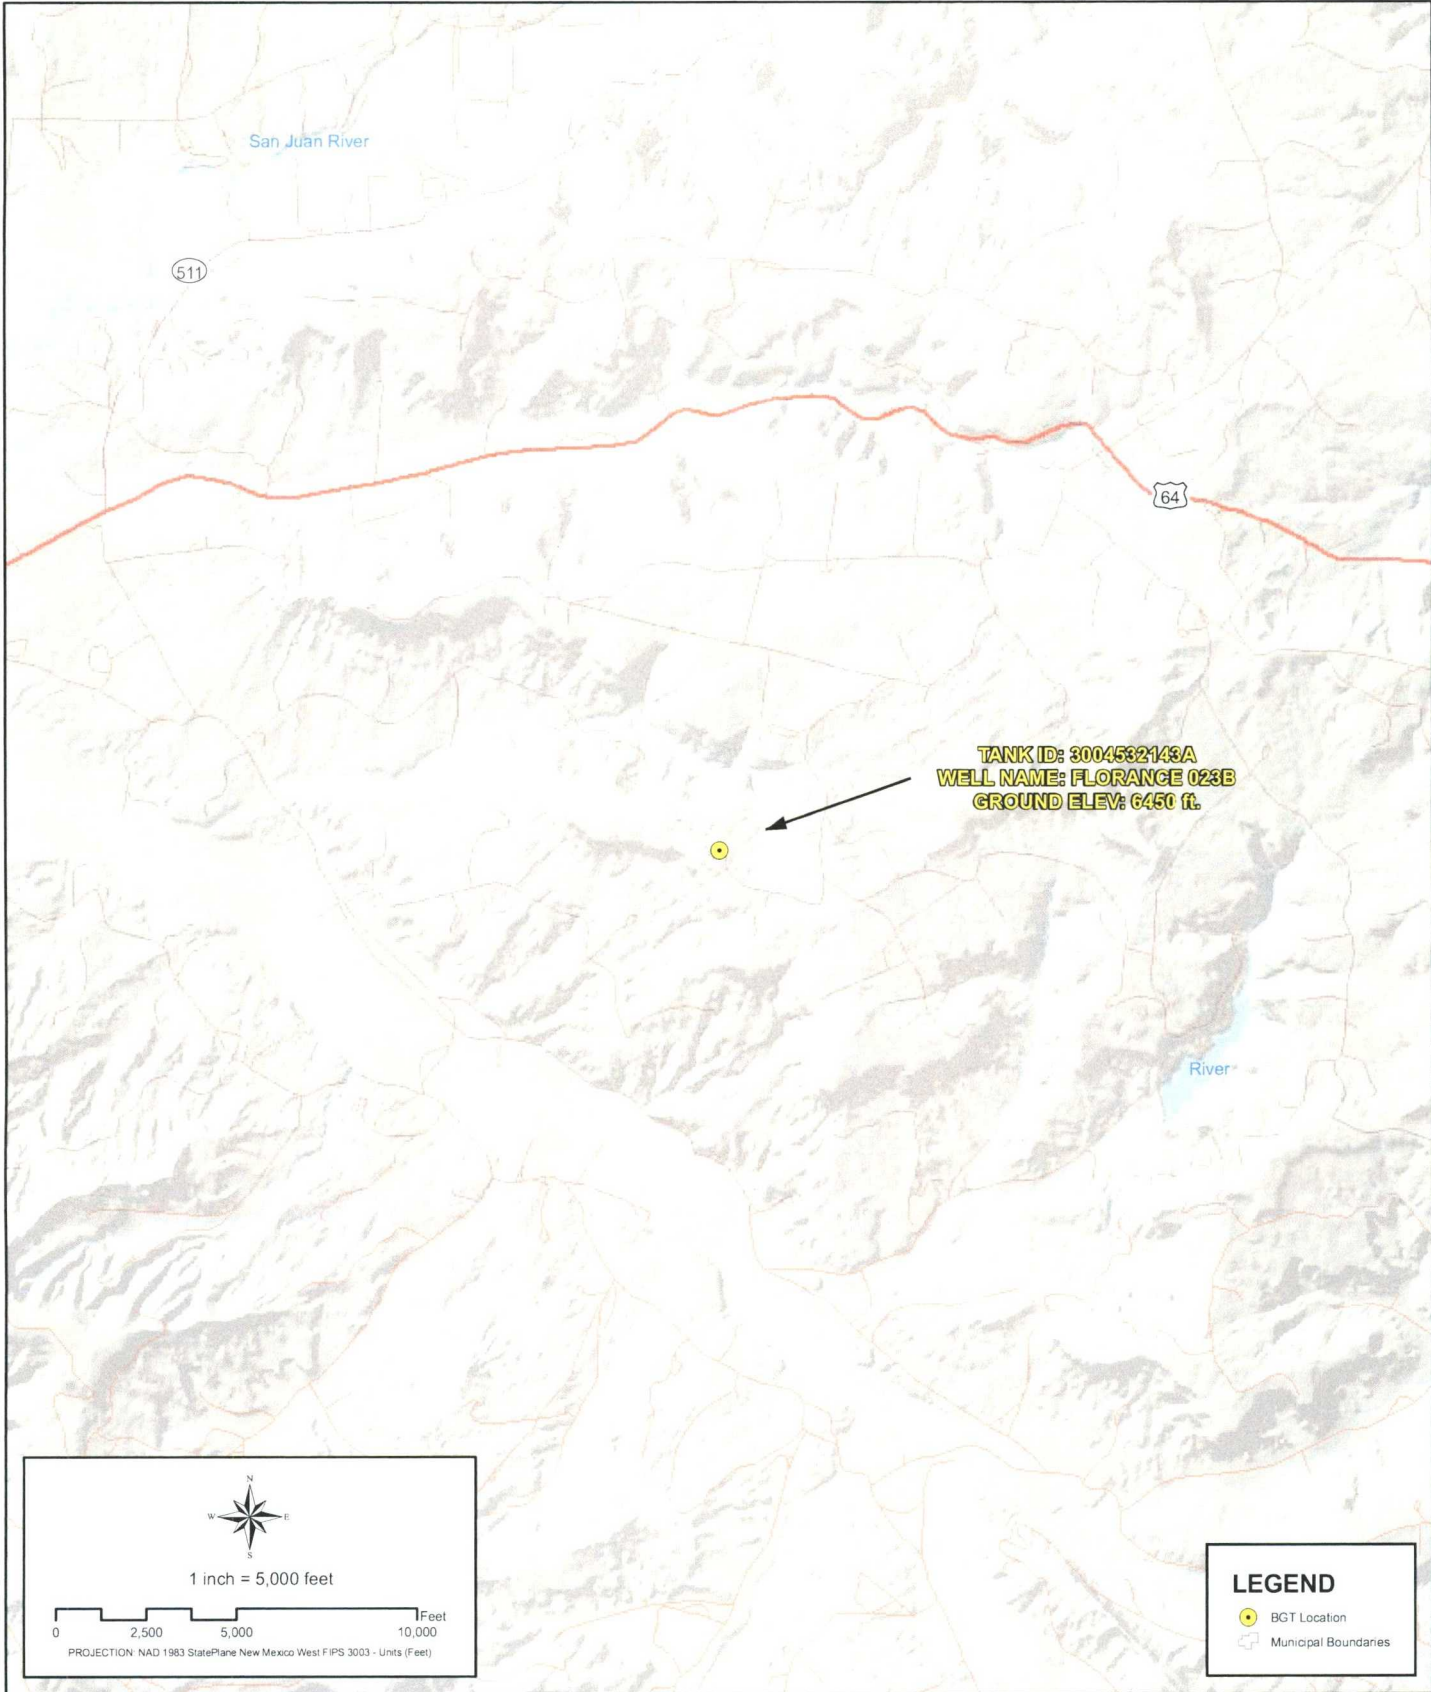 San Juan River
511
64
TANK ID: 3004532143A
WELL NAME: FLORANCE 023B
GROUND ELEV: 6450 ft.
River
N
W E
S
1 inch = 5,000 feet
Feet
0 2,500 5,000 10,000
PROJECTION: NAD 1983 StatePlane New Mexico West FIPS 3003 - Units (Feet)
LEGEND
BGT Location
Municipal Boundaries